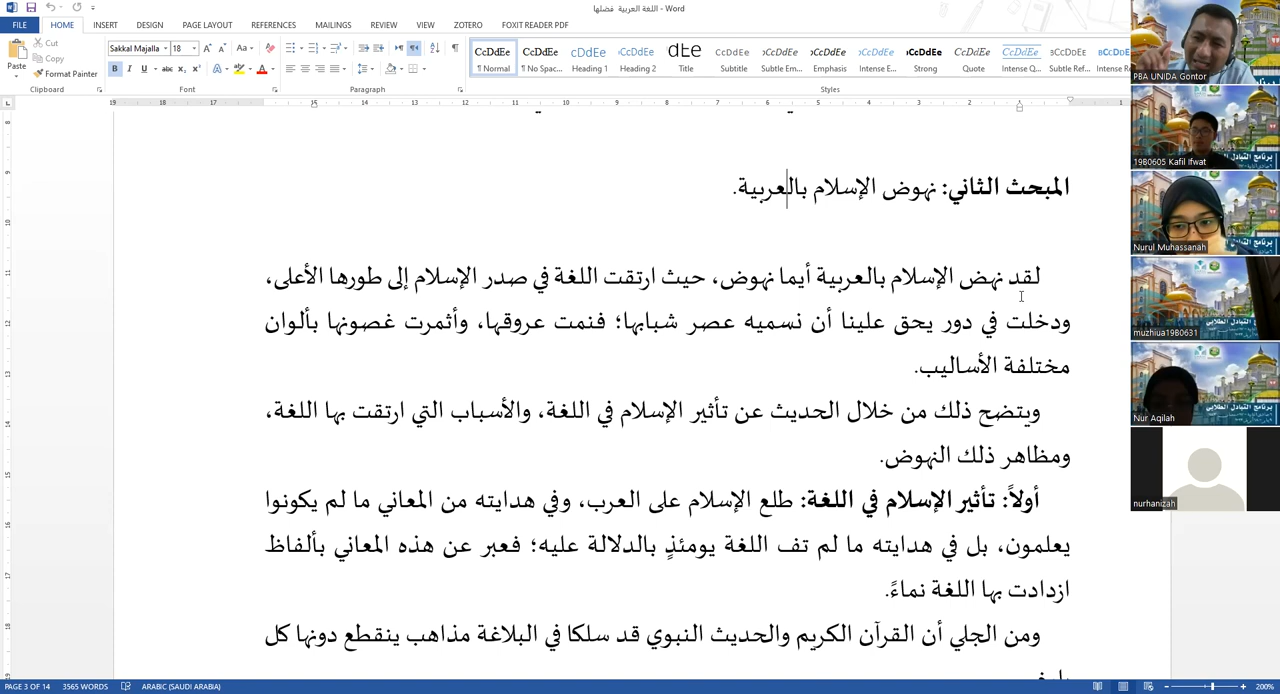 اللغة العربية  فضلها - Word
FILE HOME INSERT DESIGN PAGE LAYOUT REFERENCES MAILINGS REVIEW VIEW ZOTERO FOXIT READER PDF
Paste
Cut
Copy
Format Painter
Sakkal Majalla 18
Clipboard Font Paragraph Styles
CcDdEe CcDdEe CcDdEe CcDdEe dEe CcDdEe
¶ Normal ¶ No Spac... Heading 1 Heading 2 Title Subtitle Subtle Em... Emphasis Intense E... Strong Quote Intense Q... Subtle Ref... Intense Re
المبحث الثاني: نهوض الإسلام بالعربية.
لقد نهض الإسلام بالعربية أيما نهوض، حيث ارتقت اللغة في صدر الإسلام إلى طورها الأعلى،
ودخلت في دور يحق علينا أن نسميه عصر شبابها؛ فنمت عروقها، وأثمرت غصونها بألوان
مختلفة الأساليب.
ويتضح ذلك من خلال الحديث عن تأثير الإسلام في اللغة، والأسباب التي ارتقت بها اللغة،
ومظاهر ذلك النهوض.
أولاً: تأثير الإسلام في اللغة: طلع الإسلام على العرب، وفي هدايته من المعاني ما لم يكونوا
يعلمون، بل في هدايته ما لم تف اللغة يومئذٍ بالدلالة عليه؛ فعبر عن هذه المعاني بألفاظ
ازدادت بها اللغة نماءً.
ومن الجلي أن القرآن الكريم والحديث النبوي قد سلكا في البلاغة مذاهب ينقطع دونها كل
PAGE 3 OF 14 3565 WORDS ARABIC (SAUDI ARABIA) 200%
PBA UNIDA Gontor
19B0605 Kafil Ifwat
Nurul Muhassanah
muzhiua19B0631
Nur Aqilah
nurhanizah